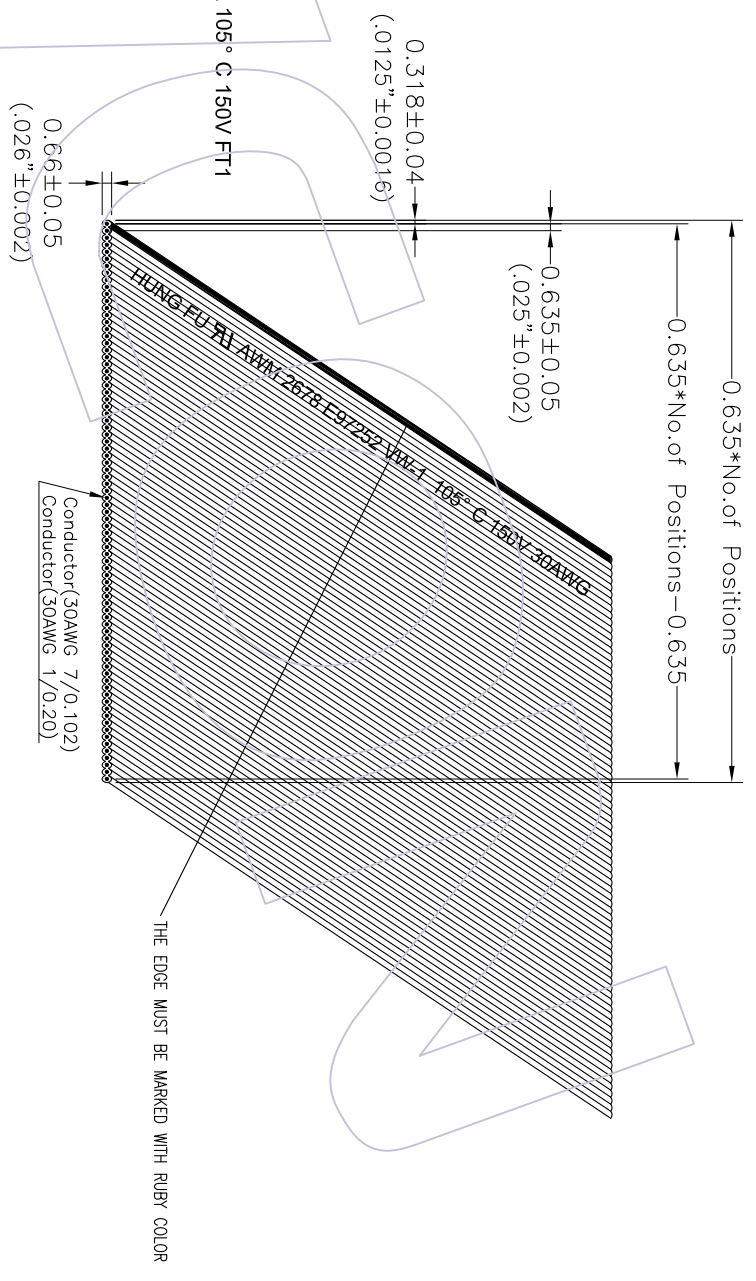 0.635*No.of Positions
0.635*No.of Positions-0.635
0.635±0.05
(.025"±0.002)
0.318±0.04
(.0125"±0.0016)
105° C 150V FT1
0.66±0.05
(.026"±0.002)
HUNG FU AWM 2678 E97252 VW-1 105° C 150V 30AWG
Conductor(30AWG 7/0.102)
Conductor(30AWG 1/0.20)
THE EDGE MUST BE MARKED WITH RUBY COLOR